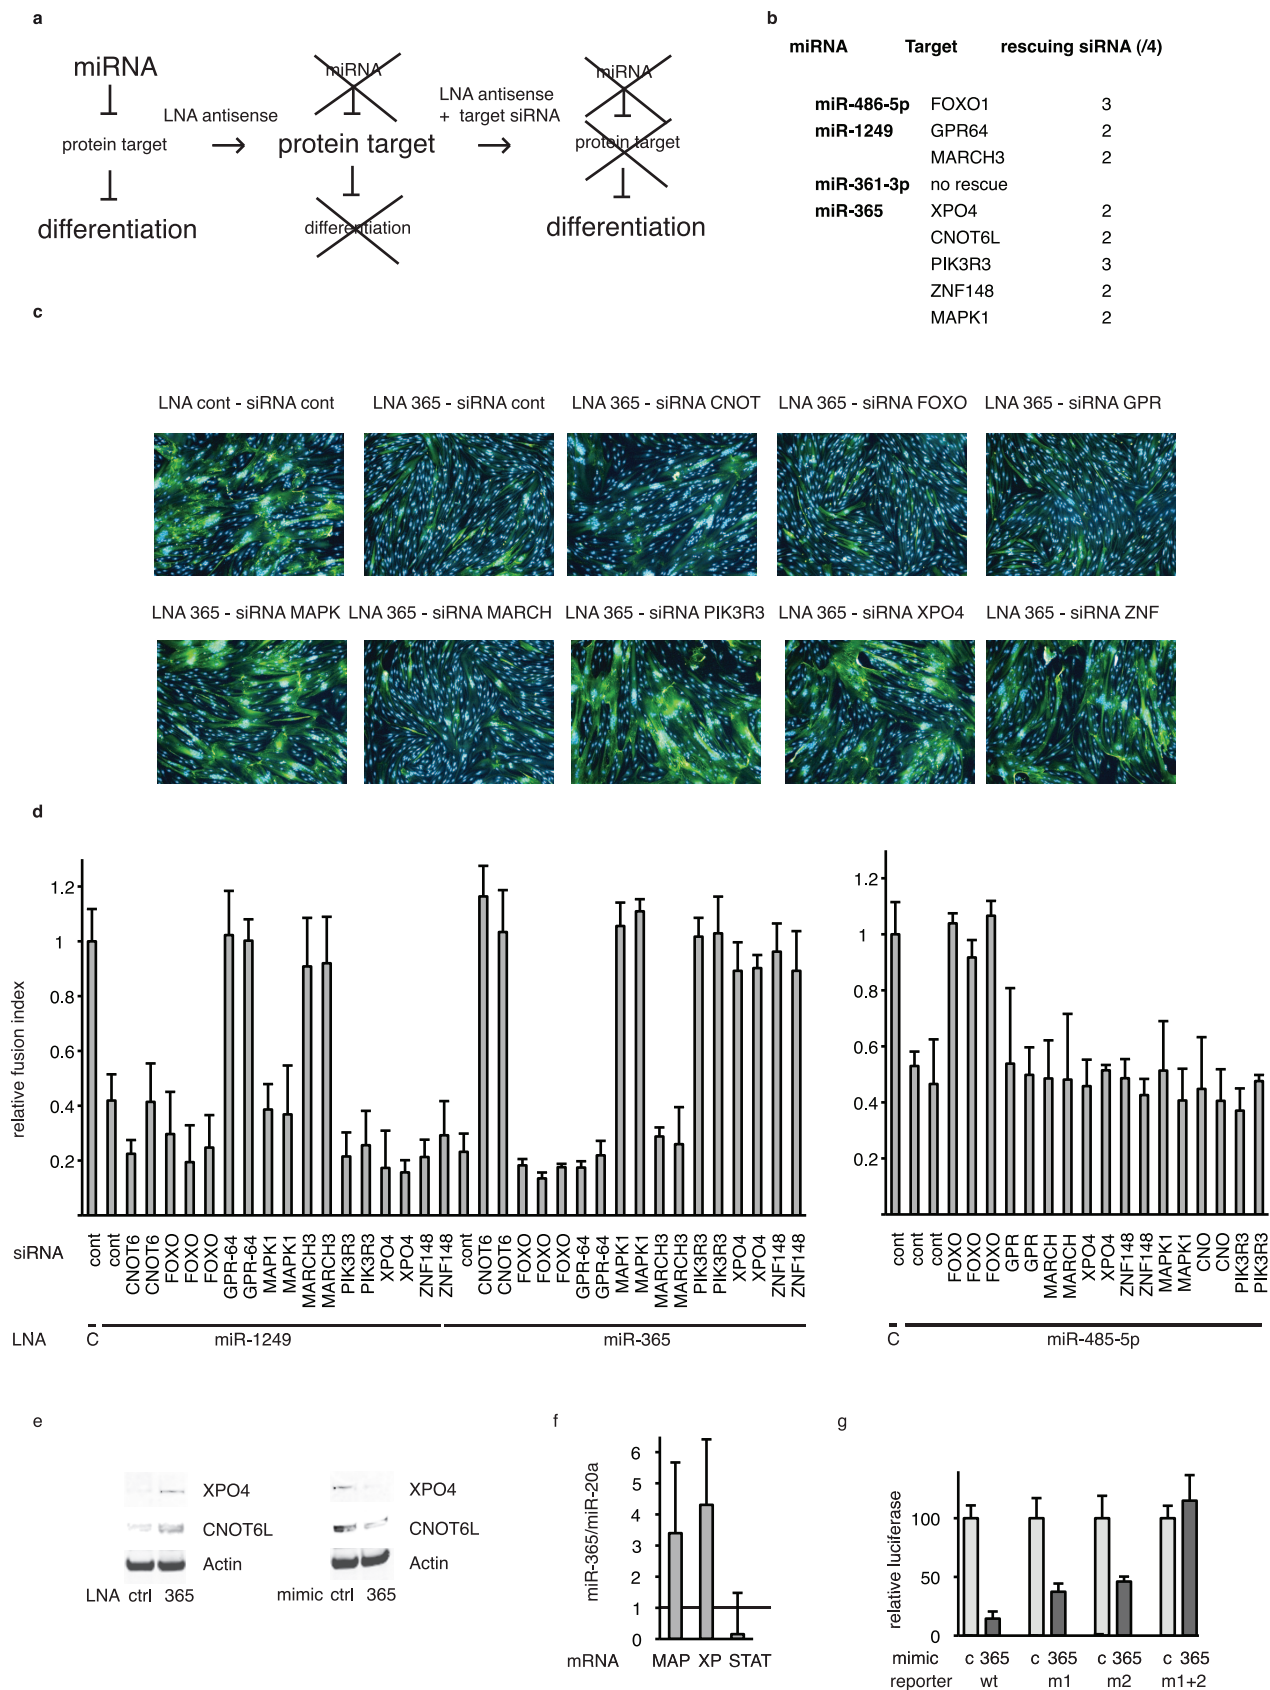 a
miRNA
protein target
differentiation
LNA antisense
miRNA
protein target
differentiation
LNA antisense
+ target siRNA
miRNA
protein target
differentiation
b
miRNA Target rescuing siRNA (/4)
miR-486-5p FOXO1 3
miR-1249 GPR64 2
MARCH3 2
miR-361-3p no rescue
miR-365 XPO4 2
CNOT6L 2
PIK3R3 3
ZNF148 2
MAPK1 2
c
LNA cont - siRNA cont LNA 365 - siRNA cont LNA 365 - siRNA CNOT LNA 365 - siRNA FOXO LNA 365 - siRNA GPR
LNA 365 - siRNA MAPK LNA 365 - siRNA MARCH LNA 365 - siRNA PIK3R3 LNA 365 - siRNA XPO4 LNA 365 - siRNA ZNF
d
relative fusion index
1.2
1
0.8
0.6
0.4
0.2
siRNA
cont
cont
CNOT6
CNOT6
FOXO
FOXO
FOXO
GPR-64
GPR-64
MAPK1
MAPK1
MARCH3
MARCH3
PIK3R3
PIK3R3
XPO4
XPO4
ZNF148
ZNF148
cont
CNOT6
CNOT6
FOXO
FOXO
FOXO
GPR-64
GPR-64
MAPK1
MAPK1
MARCH3
MARCH3
PIK3R3
PIK3R3
XPO4
XPO4
ZNF148
ZNF148
LNA C miR-1249 miR-365
1.2
1
0.8
0.6
0.4
0.2
cont
cont
cont
FOXO
FOXO
FOXO
GPR
GPR
MARCH
MARCH
XPO4
XPO4
ZNF148
ZNF148
MAPK1
MAPK1
CNO
CNO
PIK3R3
PIK3R3
C miR-485-5p
e
XPO4
CNOT6L
Actin
LNA ctrl 365
XPO4
CNOT6L
Actin
mimic ctrl 365
f
miR-365/miR-20a
6
5
4
3
2
1
0
mRNA MAP XP STAT
g
relative luciferase
100
50
0
mimic c 365 c 365 c 365 c 365
reporter wt m1 m2 m1+2